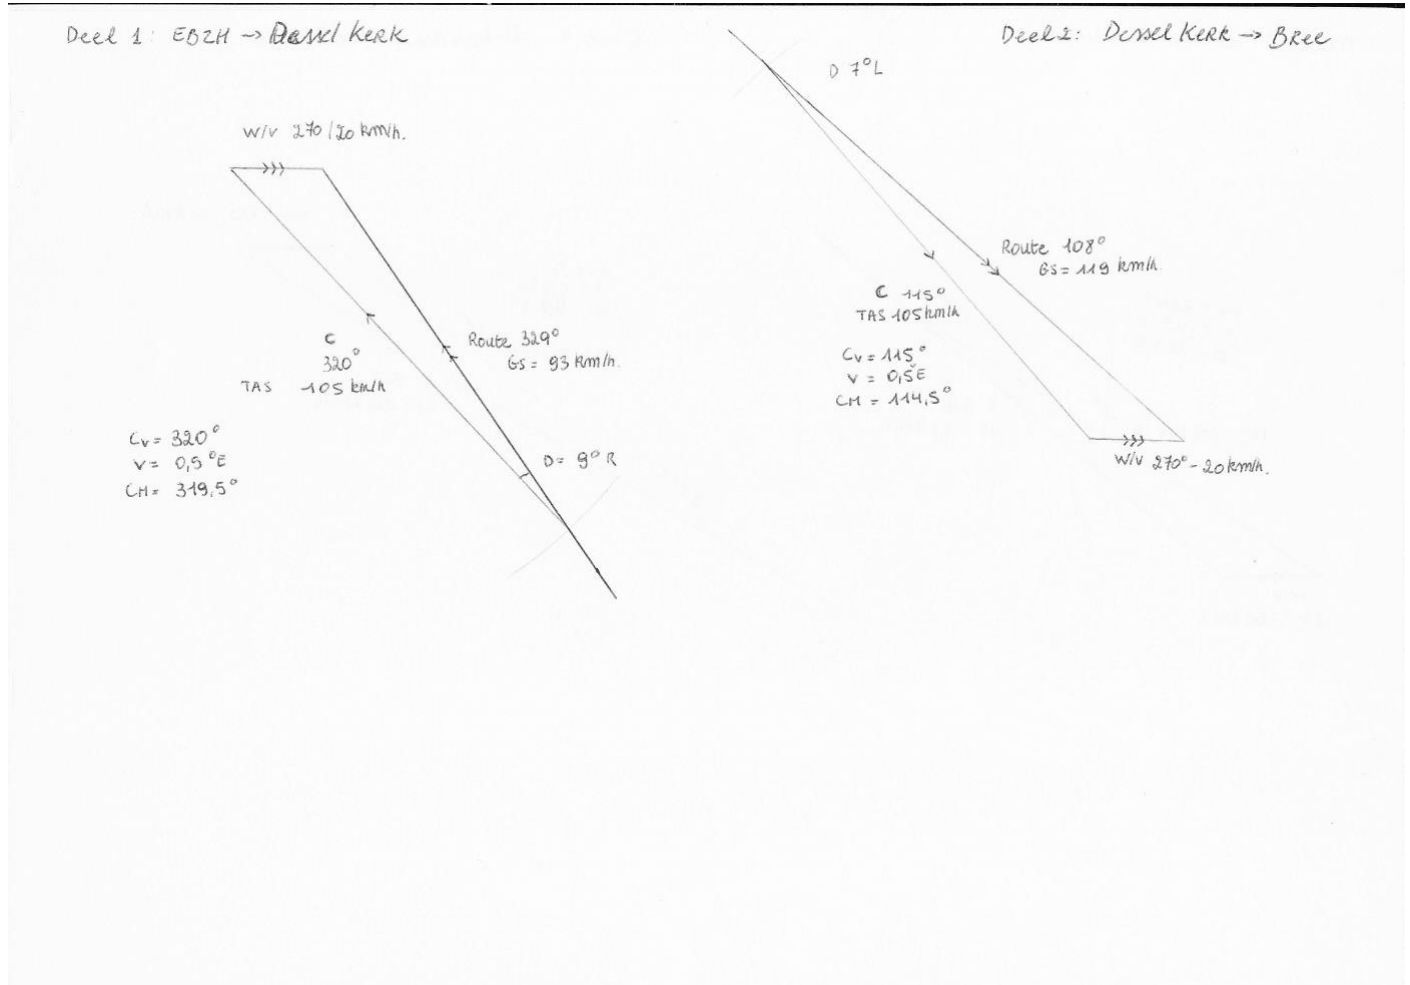 Deel 1: EBZH → Dessel Kerk
W/V 270/20 km/h.
C
320°
TAS 105 km/h
Route 329°
GS = 93 km/h.
Cv = 320°
V = 0,5°E
CM = 319,5°
D = 9° R
Deel 2: Dessel Kerk → Bree
D 7°L
Route 108°
GS = 119 km/h
C 115°
TAS 105 km/h
Cv = 115°
V = 0,5E
CM = 114,5°
W/V 270° - 20 km/h.